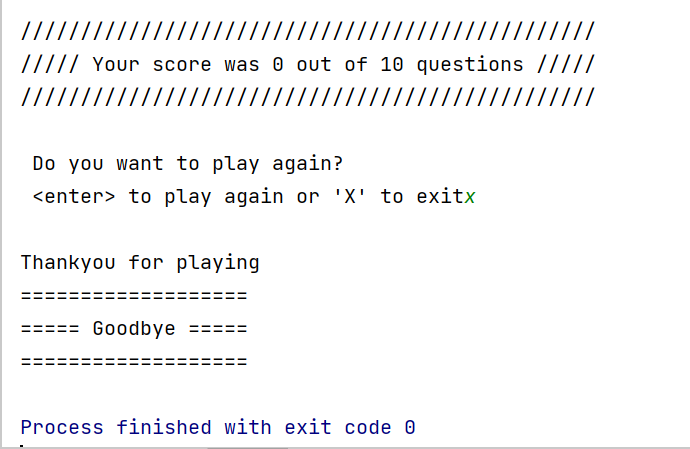 ////////////////////////////////////////////////
///// Your score was 0 out of 10 questions /////
////////////////////////////////////////////////
Do you want to play again?
<enter> to play again or 'X' to exitx
Thankyou for playing
===================
===== Goodbye =====
===================
Process finished with exit code 0